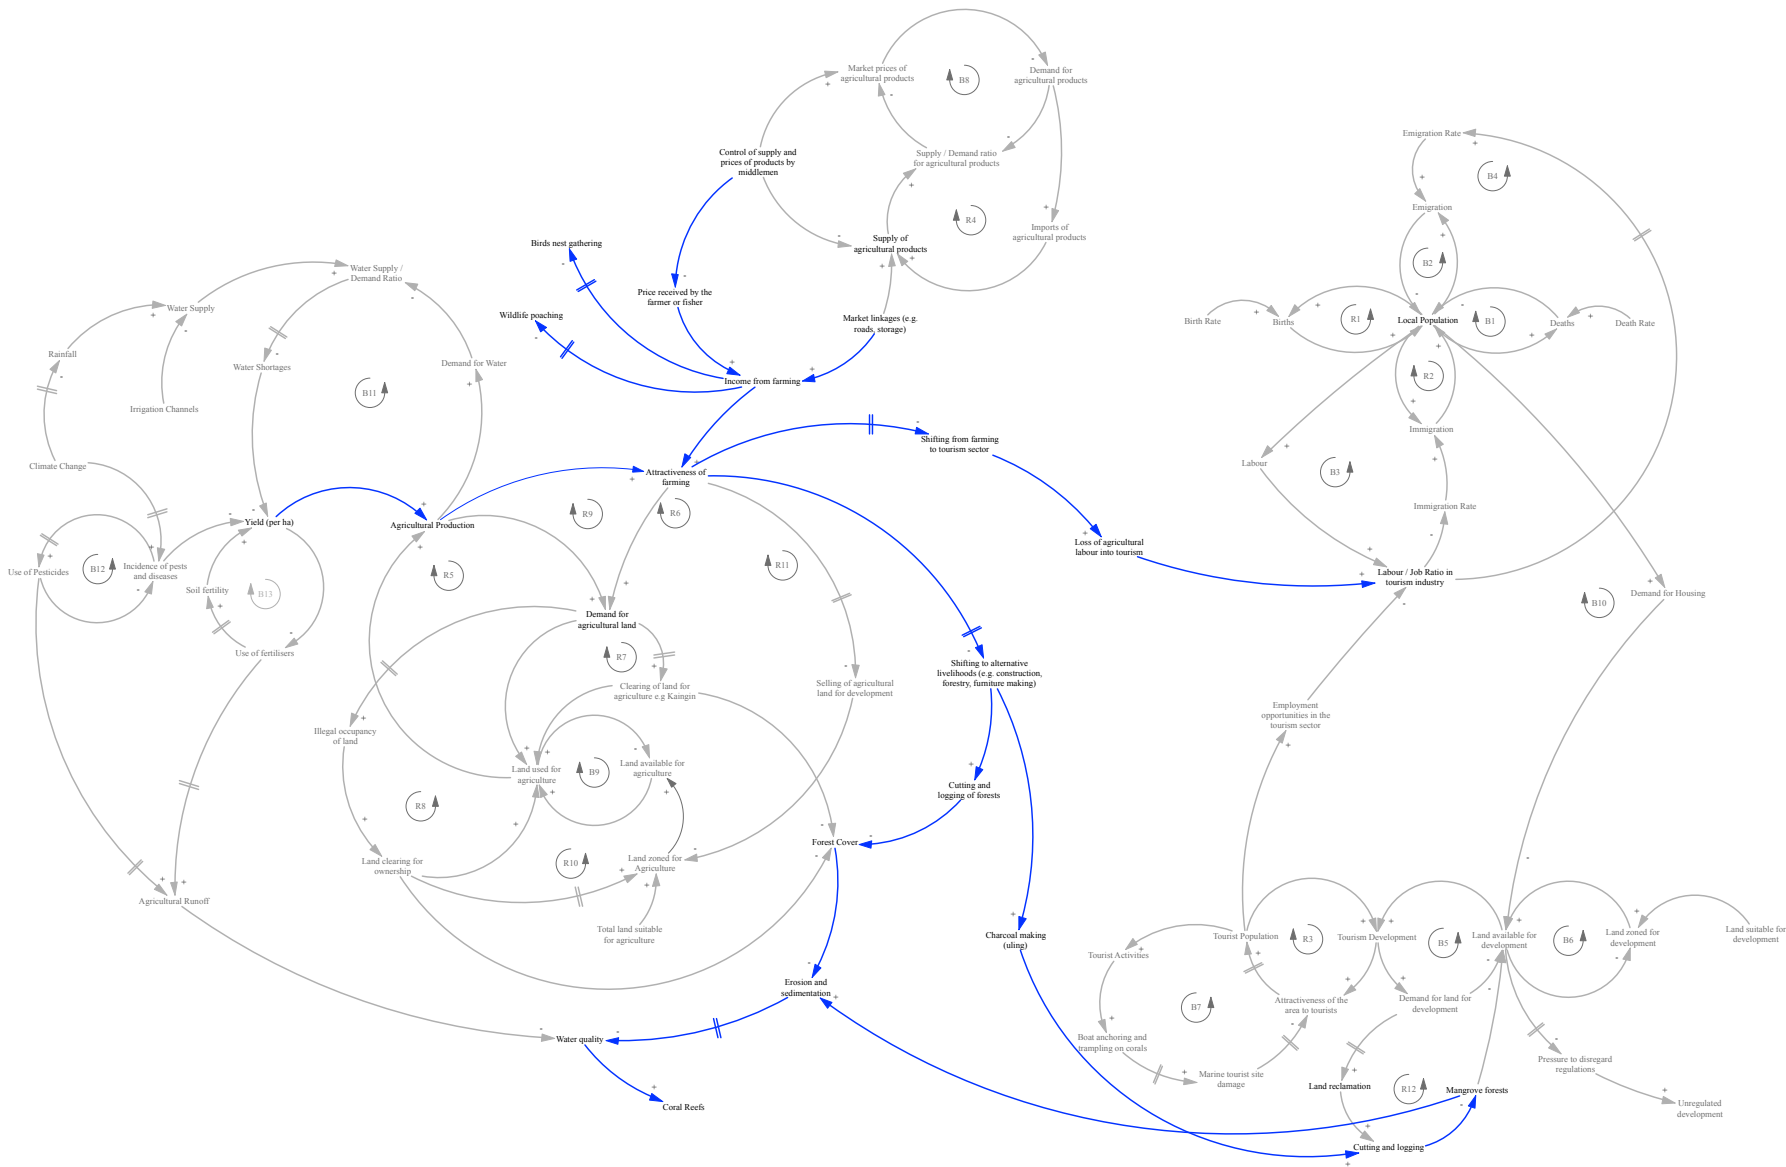 Market prices of
agricultural products
B8
Demand for
agricultural products
Control of supply and
prices of products by
middlemen
Supply / Demand ratio
for agricultural products
R4
Imports of
agricultural products
Supply of
agricultural products
Birds nest gathering
Price received by the
farmer or fisher
Wildlife poaching
Market linkages (e.g.
roads, storage)
Income from farming
Emigration Rate
B4
Emigration
B2
Birth Rate
Births
R1
Local Population
B1
Deaths
Death Rate
R2
Immigration
Labour
B3
Immigration Rate
Water Supply /
Demand Ratio
Water Supply
Rainfall
Water Shortages
Demand for Water
B11
Irrigation Channels
Climate Change
Attractiveness of
farming
Shifting from farming
to tourism sector
Yield (per ha)
Agricultural Production
R9
R6
Loss of agricultural
labour into tourism
R11
R5
Labour / Job Ratio in
tourism industry
Use of Pesticides
B12
Incidence of pests
and diseases
Soil fertility
B13
Demand for Housing
B10
Demand for
agricultural land
Use of fertilisers
R7
Clearing of land for
agriculture e.g Kaingin
Selling of agricultural
land for development
Shifting to alternative
livelihoods (e.g. construction,
forestry, furniture making)
Employment
opportunities in the
tourism sector
Illegal occupancy
of land
Land used for
agriculture
B9
Land available for
agriculture
Cutting and
logging of forests
R8
Forest Cover
Land clearing for
ownership
R10
Land zoned for
Agriculture
Agricultural Runoff
Total land suitable
for agriculture
Charcoal making
(uling)
Tourist Population
R3
Tourism Development
B5
Land available for
development
B6
Land zoned for
development
Land suitable for
development
Tourist Activities
Erosion and
sedimentation
B7
Attractiveness of the
area to tourists
Demand for land for
development
Water quality
Boat anchoring and
trampling on corals
Marine tourist site
damage
Pressure to disregard
regulations
Land reclamation
R12
Mangrove forests
Coral Reefs
Unregulated
development
Cutting and logging